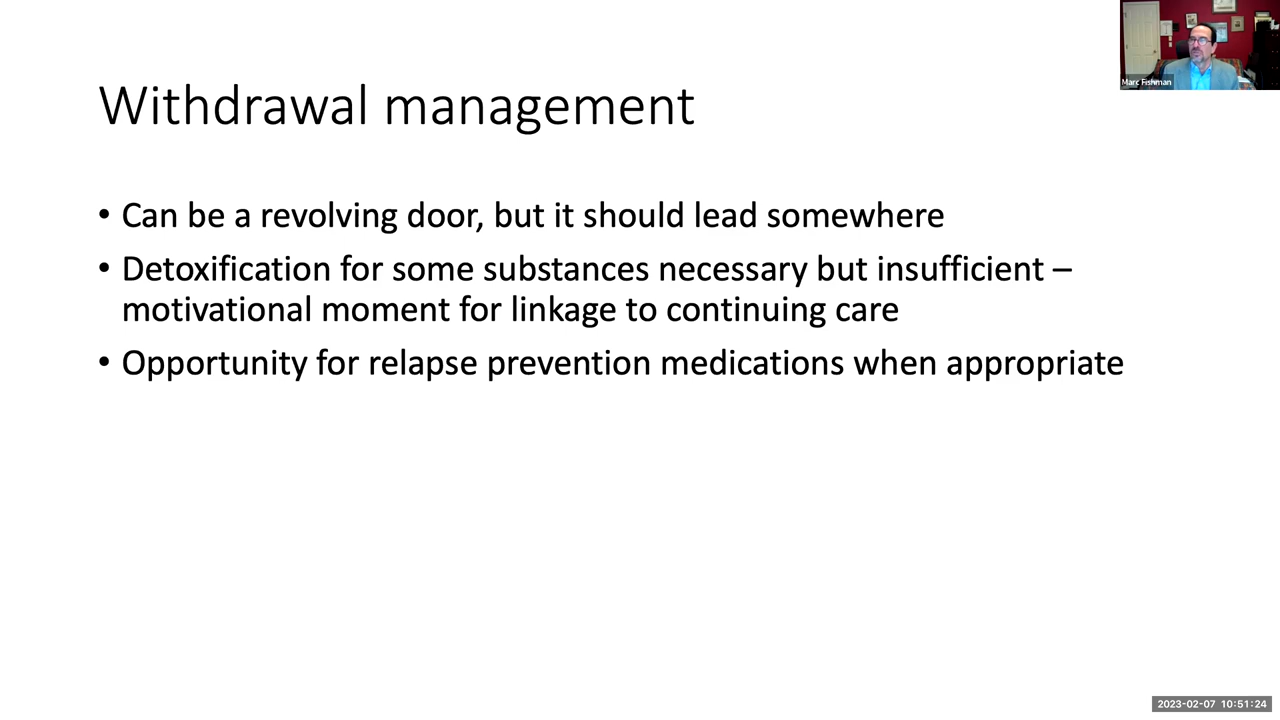 Marc Fishman
Withdrawal management
• Can be a revolving door, but it should lead somewhere
• Detoxification for some substances necessary but insufficient –
motivational moment for linkage to continuing care
• Opportunity for relapse prevention medications when appropriate
2023-02-07 10:51:24